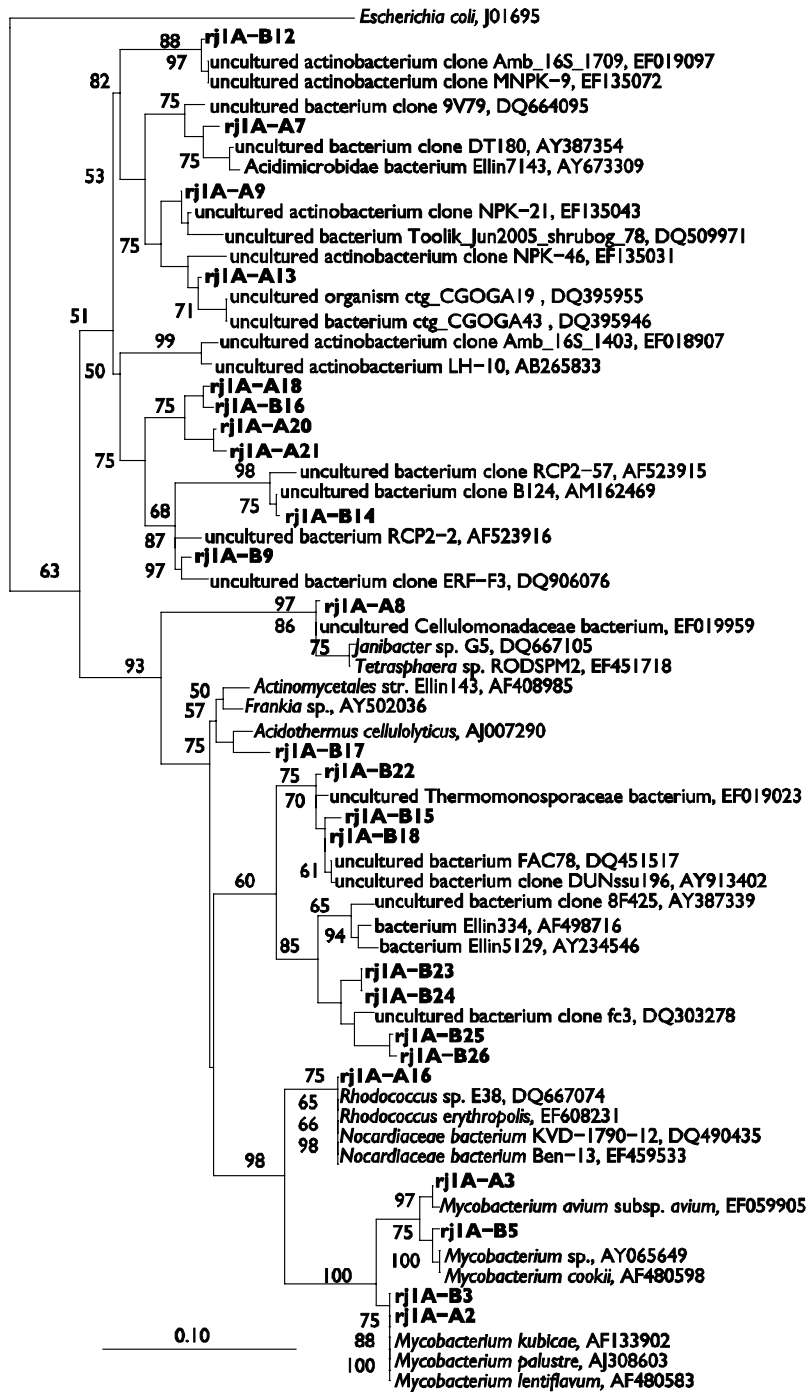 Escherichia coli, J01695
88
rj1A-B12
97
uncultured actinobacterium clone Amb_16S_1709, EF019097
82
uncultured actinobacterium clone MNPK-9, EF135072
75
uncultured bacterium clone 9V79, DQ664095
rj1A-A7
75
uncultured bacterium clone DT180, AY387354
Acidimicrobidae bacterium Ellin7143, AY673309
53
rj1A-A9
uncultured actinobacterium clone NPK-21, EF135043
uncultured bacterium Toolik_Jun2005_shrubog_78, DQ509971
75
uncultured actinobacterium clone NPK-46, EF135031
rj1A-A13
71
uncultured organism ctg_CGOGA19 , DQ395955
51
uncultured bacterium ctg_CGOGA43 , DQ395946
99
uncultured actinobacterium clone Amb_16S_1403, EF018907
50
uncultured actinobacterium LH-10, AB265833
rj1A-A18
75
rj1A-B16
rj1A-A20
75
rj1A-A21
98
uncultured bacterium clone RCP2-57, AF523915
75
uncultured bacterium clone B124, AM162469
68
rj1A-B14
87
uncultured bacterium RCP2-2, AF523916
rj1A-B9
63
97
uncultured bacterium clone ERF-F3, DQ906076
97
rj1A-A8
86
uncultured Cellulomonadaceae bacterium, EF019959
75
Janibacter sp. G5, DQ667105
93
Tetrasphaera sp. RODSPM2, EF451718
50
Actinomycetales str. Ellin143, AF408985
57
Frankia sp., AY502036
75
Acidothermus cellulolyticus, AJ007290
rj1A-B17
75
rj1A-B22
70
uncultured Thermomonosporaceae bacterium, EF019023
rj1A-B15
rj1A-B18
61
uncultured bacterium FAC78, DQ451517
60
uncultured bacterium clone DUNssu196, AY913402
65
uncultured bacterium clone 8F425, AY387339
94
bacterium Ellin334, AF498716
85
bacterium Ellin5129, AY234546
rj1A-B23
rj1A-B24
uncultured bacterium clone fc3, DQ303278
rj1A-B25
rj1A-B26
75
rj1A-A16
65
Rhodococcus sp. E38, DQ667074
66
Rhodococcus erythropolis, EF608231
98
Nocardiaceae bacterium KVD-1790-12, DQ490435
98
Nocardiaceae bacterium Ben-13, EF459533
rj1A-A3
97
Mycobacterium avium subsp. avium, EF059905
75
rj1A-B5
100
Mycobacterium sp., AY065649
100
Mycobacterium cookii, AF480598
rj1A-B3
75
rj1A-A2
0.10
88
Mycobacterium kubicae, AF133902
100
Mycobacterium palustre, AJ308603
Mycobacterium lentiflavum, AF480583